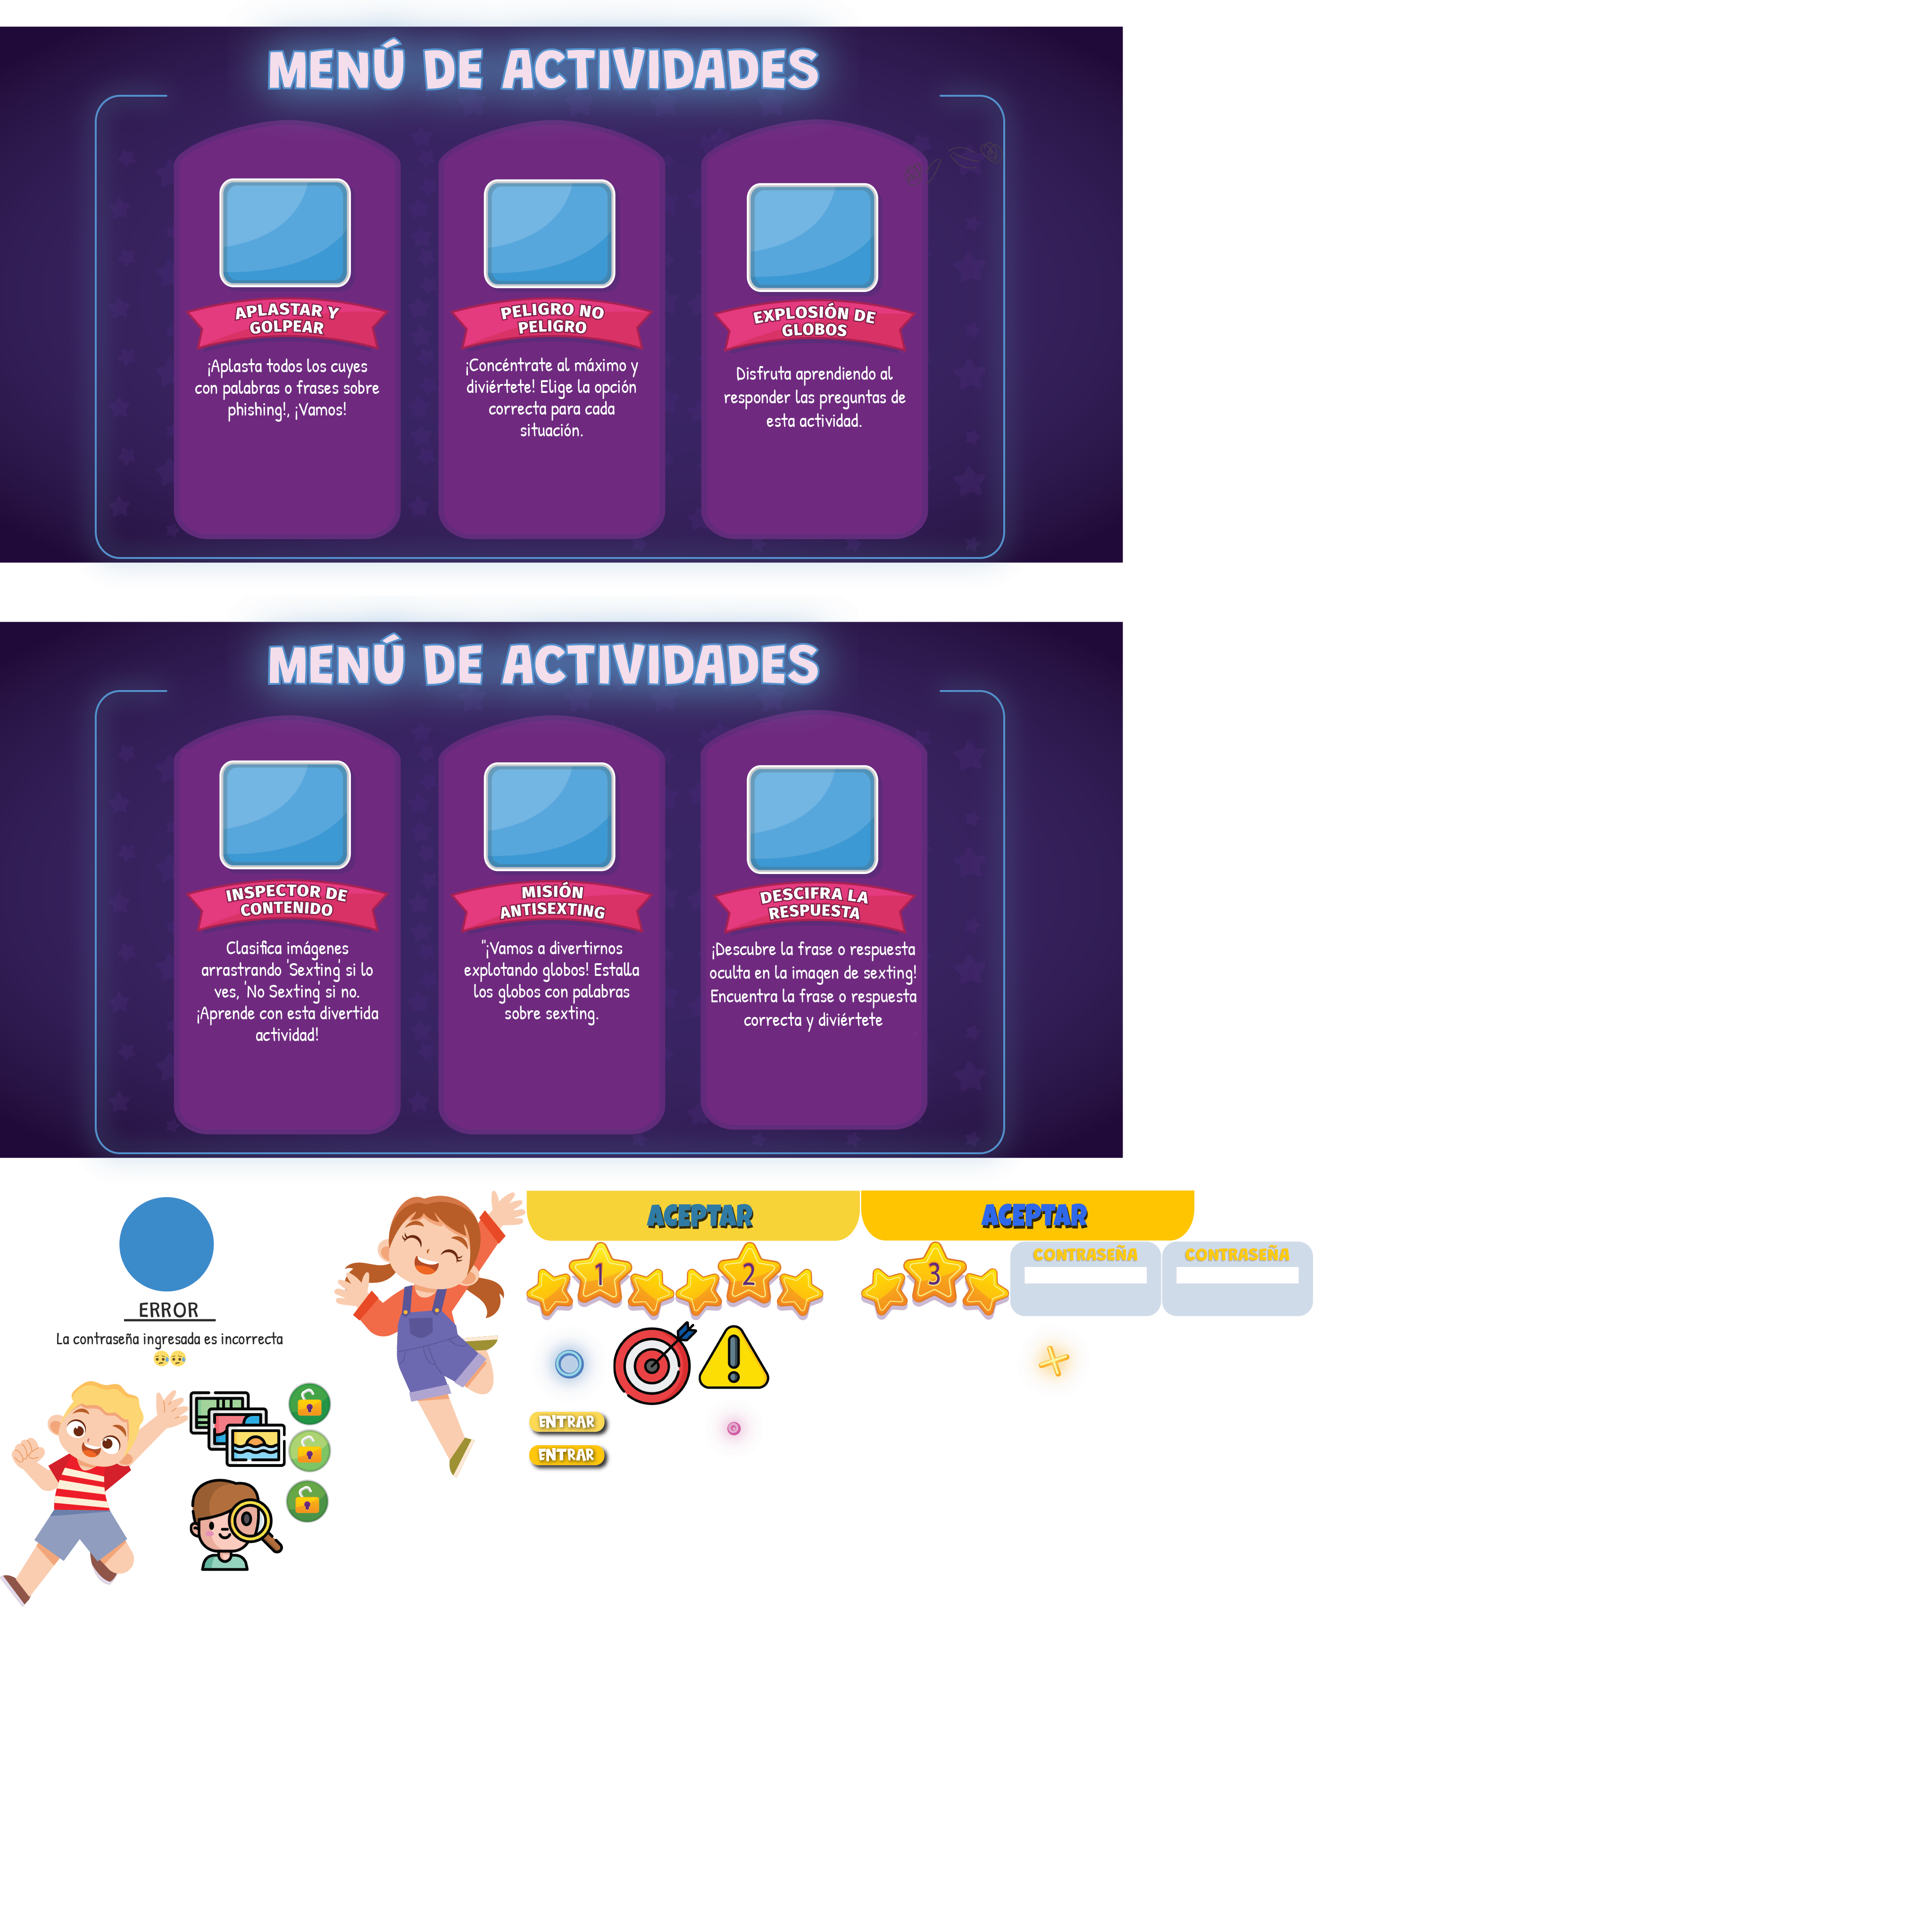 MENÚ DE ACTIVIDADES
APLASTAR Y
GOLPEAR
¡Aplasta todos los cuyes
con palabras o frases sobre
phishing!, ¡Vamos!
PELIGRO NO
PELIGRO
¡Concéntrate al máximo y
diviértete! Elige la opción
correcta para cada
situación.
EXPLOSIÓN DE
GLOBOS
Disfruta aprendiendo al
responder las preguntas de
esta actividad.
MENÚ DE ACTIVIDADES
INSPECTOR DE
CONTENIDO
Clasifica imágenes
arrastrando 'Sexting' si lo
ves, 'No Sexting' si no.
¡Aprende con esta divertida
actividad!
MISIÓN
ANTISEXTING
"¡Vamos a divertirnos
explotando globos! Estalla
los globos con palabras
sobre sexting.
DESCIFRA LA
RESPUESTA
¡Descubre la frase o respuesta
oculta en la imagen de sexting!
Encuentra la frase o respuesta
correcta y diviértete
ERROR
La contraseña ingresada es incorrecta
😥😥
ACEPTAR
ACEPTAR
1
2
3
CONTRASEÑA
CONTRASEÑA
ENTRAR
ENTRAR